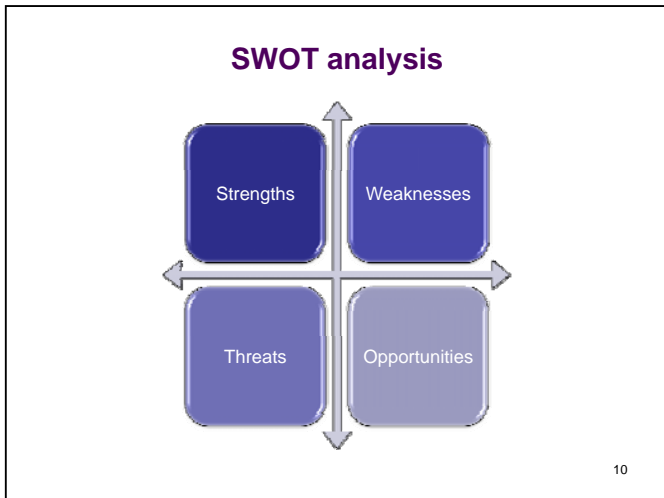 SWOT analysis
Strengths
Weaknesses
Threats
Opportunities
10